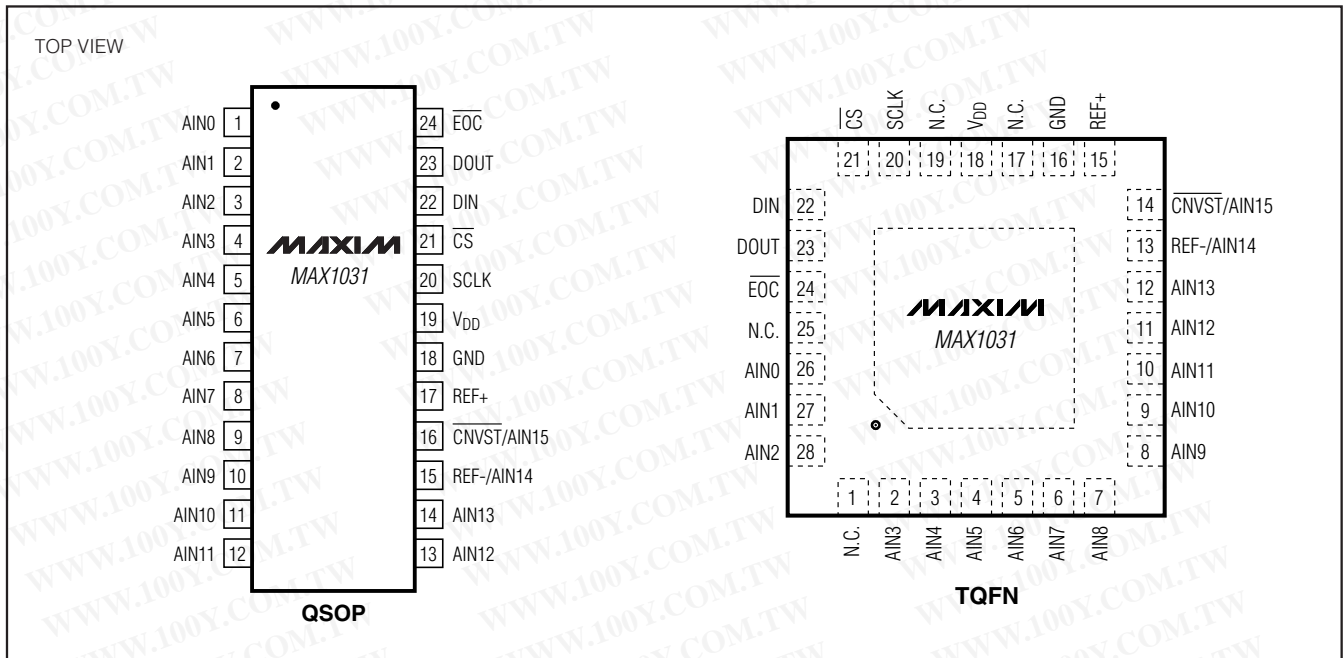 TOP VIEW
AIN0 1
AIN1 2
AIN2 3
AIN3 4
AIN4 5
AIN5 6
AIN6 7
AIN7 8
AIN8 9
AIN9 10
AIN10 11
AIN11 12
MAXIM
MAX1031
24 EOC
23 DOUT
22 DIN
21 CS
20 SCLK
19 VDD
18 GND
17 REF+
16 CNVST/AIN15
15 REF-/AIN14
14 AIN13
13 AIN12
QSOP
CS SCLK N.C. VDD N.C. GND REF+
21 20 19 18 17 16 15
DIN 22
DOUT 23
EOC 24
N.C. 25
AIN0 26
AIN1 27
AIN2 28
MAXIM
MAX1031
14 CNVST/AIN15
13 REF-/AIN14
12 AIN13
11 AIN12
10 AIN11
9 AIN10
8 AIN9
1 2 3 4 5 6 7
N.C. AIN3 AIN4 AIN5 AIN6 AIN7 AIN8
TQFN
WWW.100Y.COM.TW